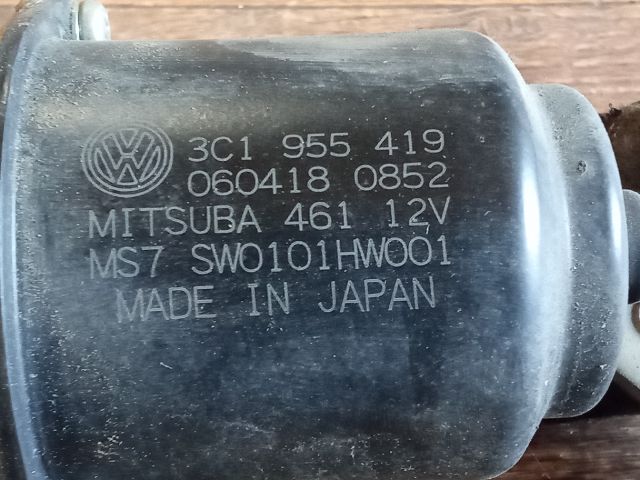 3C1 955 419
060418 0852
MITSUBA 461 12V
MS7 SW0101HW001
MADE IN JAPAN